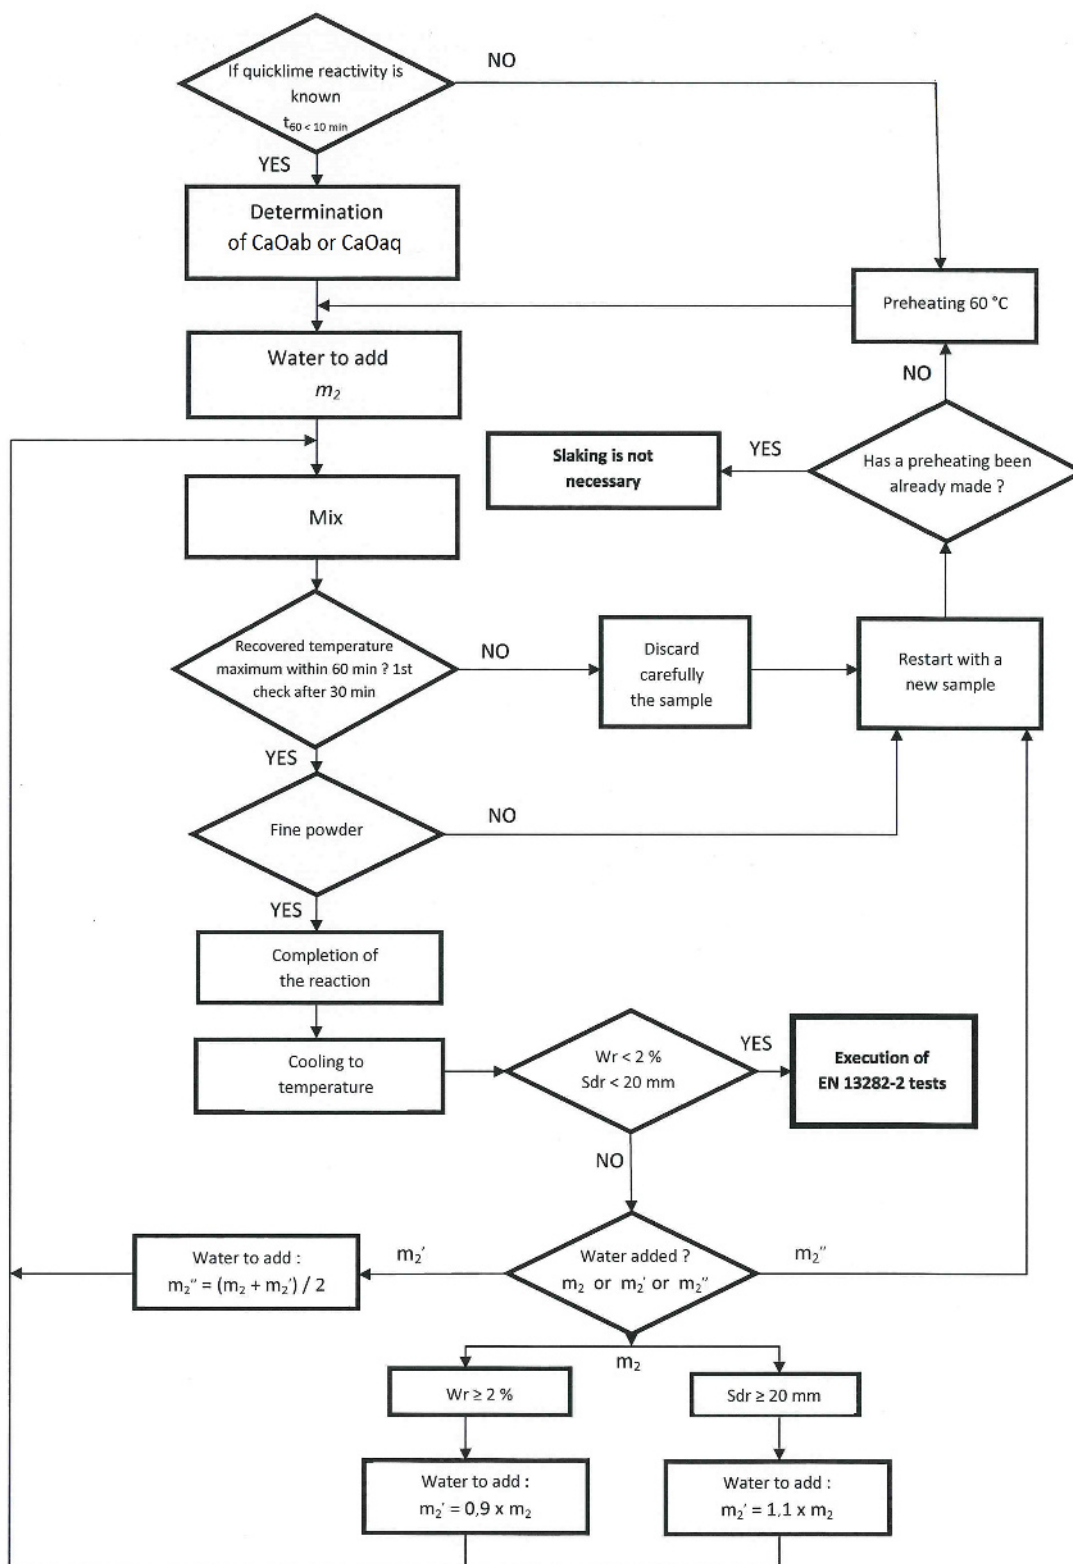 If quicklime reactivity is
known
t60 < 10 min
NO
YES
Determination
of CaOab or CaOaq
Preheating 60 °C
Water to add
m2
NO
Slaking is not
necessary
YES
Has a preheating been
already made ?
Mix
Recovered temperature
maximum within 60 min ? 1st
check after 30 min
NO
Discard
carefully
the sample
Restart with a
new sample
YES
Fine powder
NO
YES
Completion of
the reaction
Cooling to
temperature
Wr < 2 %
Sdr < 20 mm
YES
Execution of
EN 13282-2 tests
NO
Water to add :
m2'' = (m2 + m2') / 2
m2'
Water added ?
m2 or m2' or m2''
m2''
m2
Wr ≥ 2 %
Sdr ≥ 20 mm
Water to add :
m2' = 0,9 x m2
Water to add :
m2' = 1,1 x m2